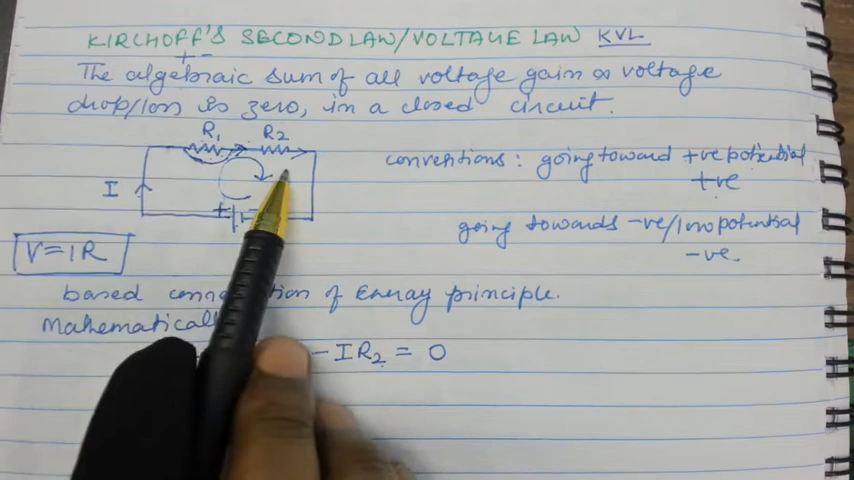 KIRCHOFF'S SECOND LAW/VOLTAGE LAW KVL
+ -
The algebraic sum of all voltage gain or voltage
drop/loss is zero, in a closed circuit.
R1 R2
I
+ -
conventions: going toward +ve potential
+ve
going towards -ve/low potential
-ve.
V=IR
based of Energy principle.
- IR2 = 0